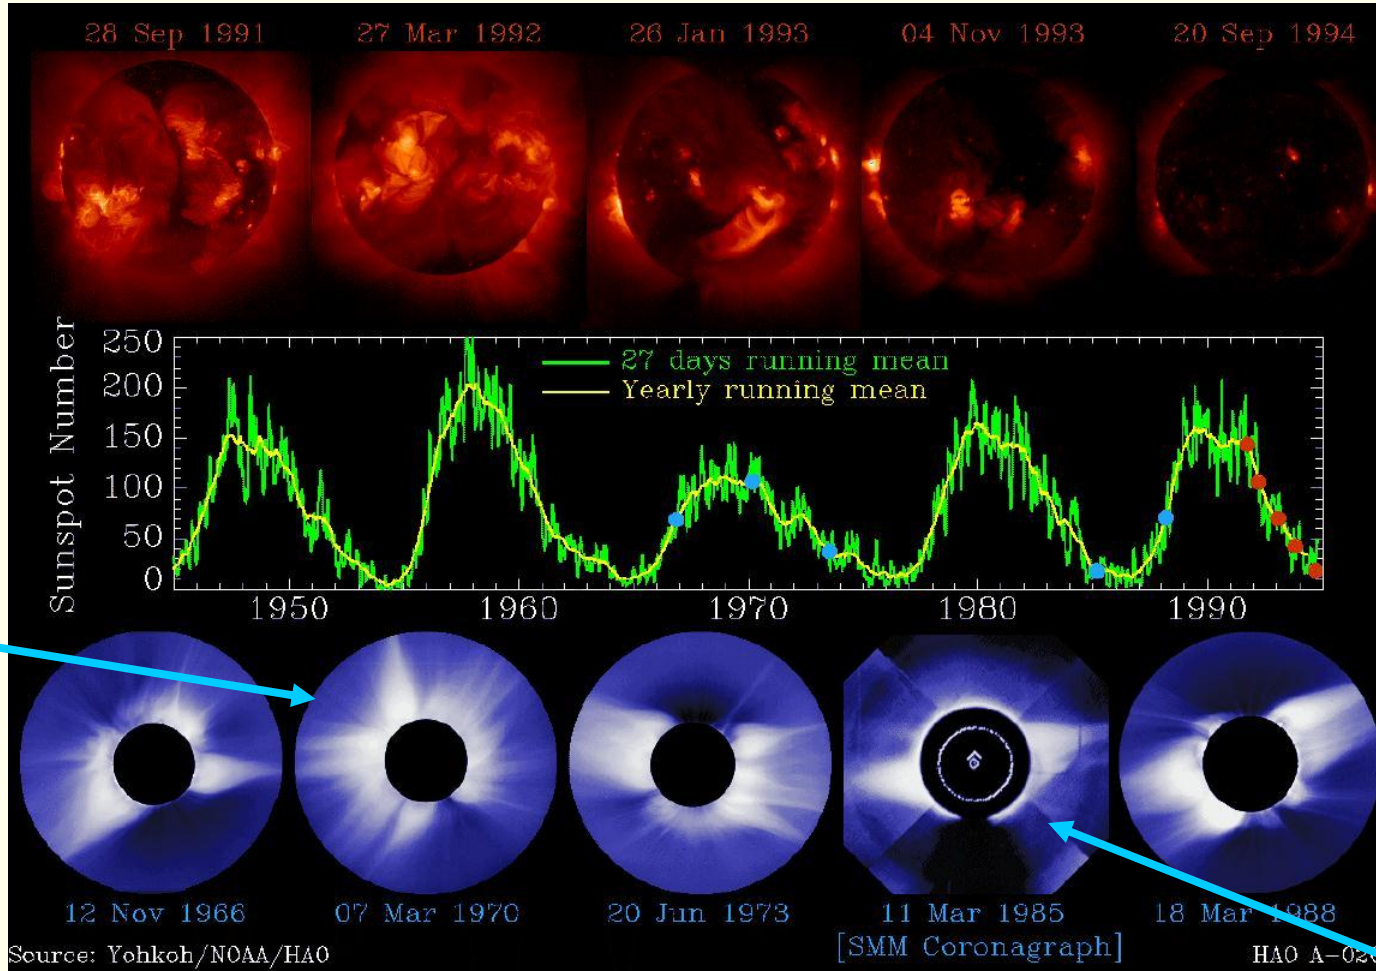 28 Sep 1991 27 Mar 1992 26 Jan 1993 04 Nov 1993 20 Sep 1994
Sunspot Number
250
200
150
100
50
0
27 days running mean
Yearly running mean
1950 1960 1970 1980 1990
12 Nov 1966 07 Mar 1970 20 Jun 1973 11 Mar 1985 18 Mar 1988
[SMM Coronagraph]
Source: Yohkoh/NOAA/HAO HAO